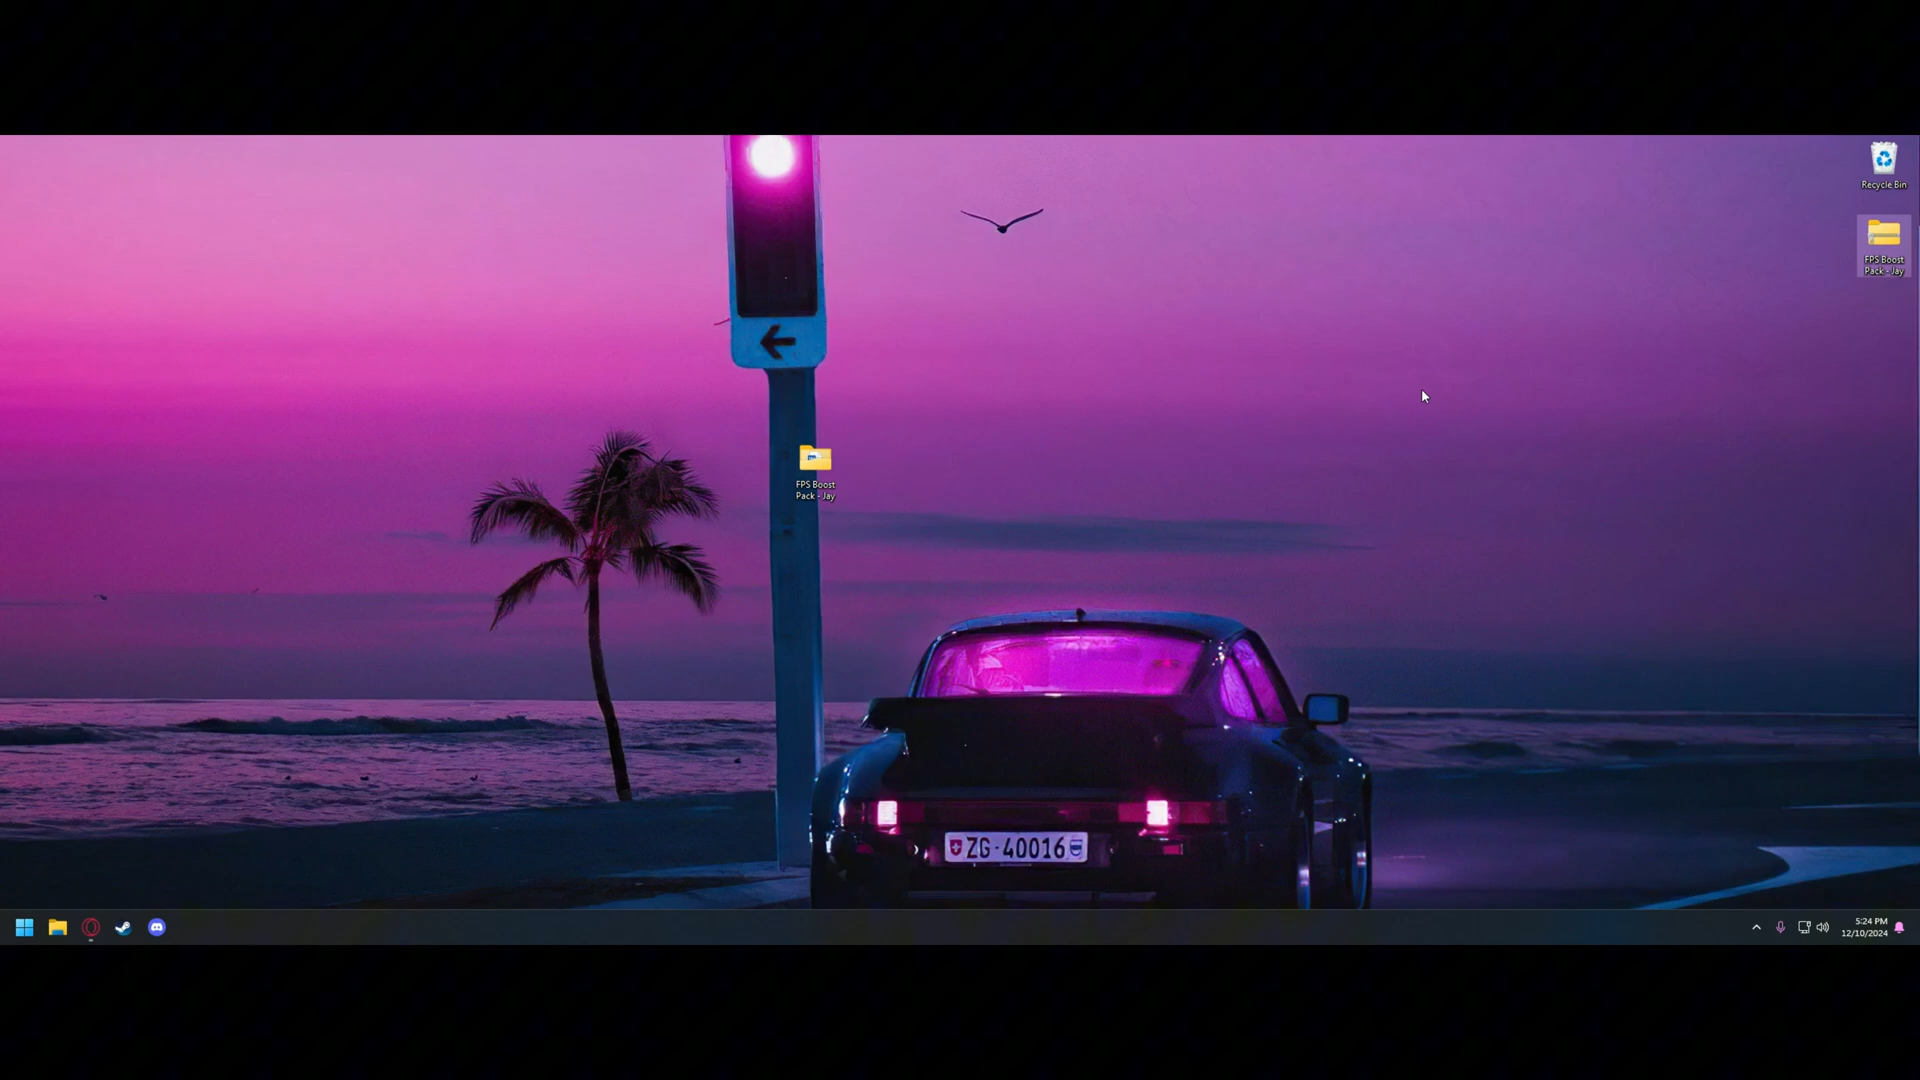 Recycle Bin
FPS Boost
Pack - Jay
FPS Boost
Pack - Jay
ZG·40016
5:24 PM
12/10/2024